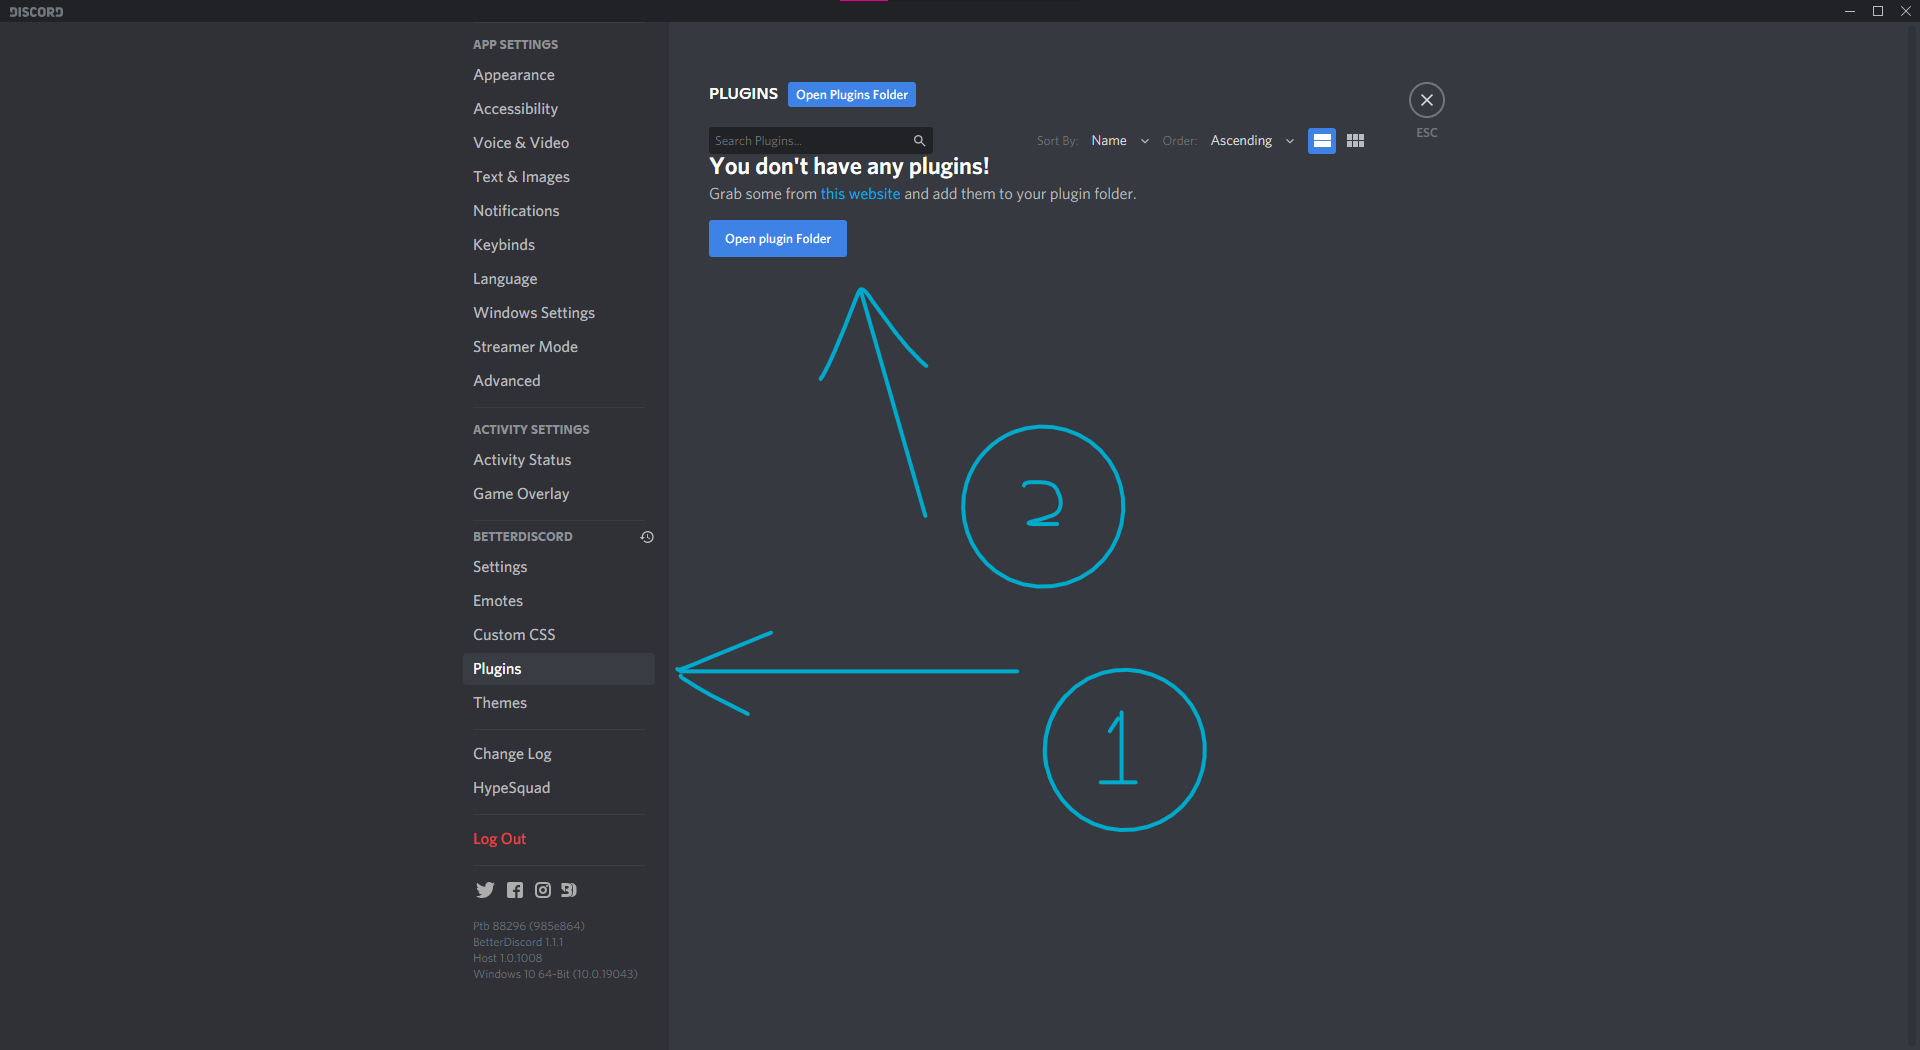 DISCORD
APP SETTINGS
Appearance
Accessibility
Voice & Video
Text & Images
Notifications
Keybinds
Language
Windows Settings
Streamer Mode
Advanced
ACTIVITY SETTINGS
Activity Status
Game Overlay
BETTERDISCORD
Settings
Emotes
Custom CSS
Plugins
Themes
Change Log
HypeSquad
Log Out
Ptb 88296 (985e864)
BetterDiscord 1.1.1
Host 1.0.1008
Windows 10 64-Bit (10.0.19043)
PLUGINS Open Plugins Folder
Search Plugins... Sort By: Name Order: Ascending
You don't have any plugins!
Grab some from this website and add them to your plugin folder.
Open plugin Folder
ESC
2
1